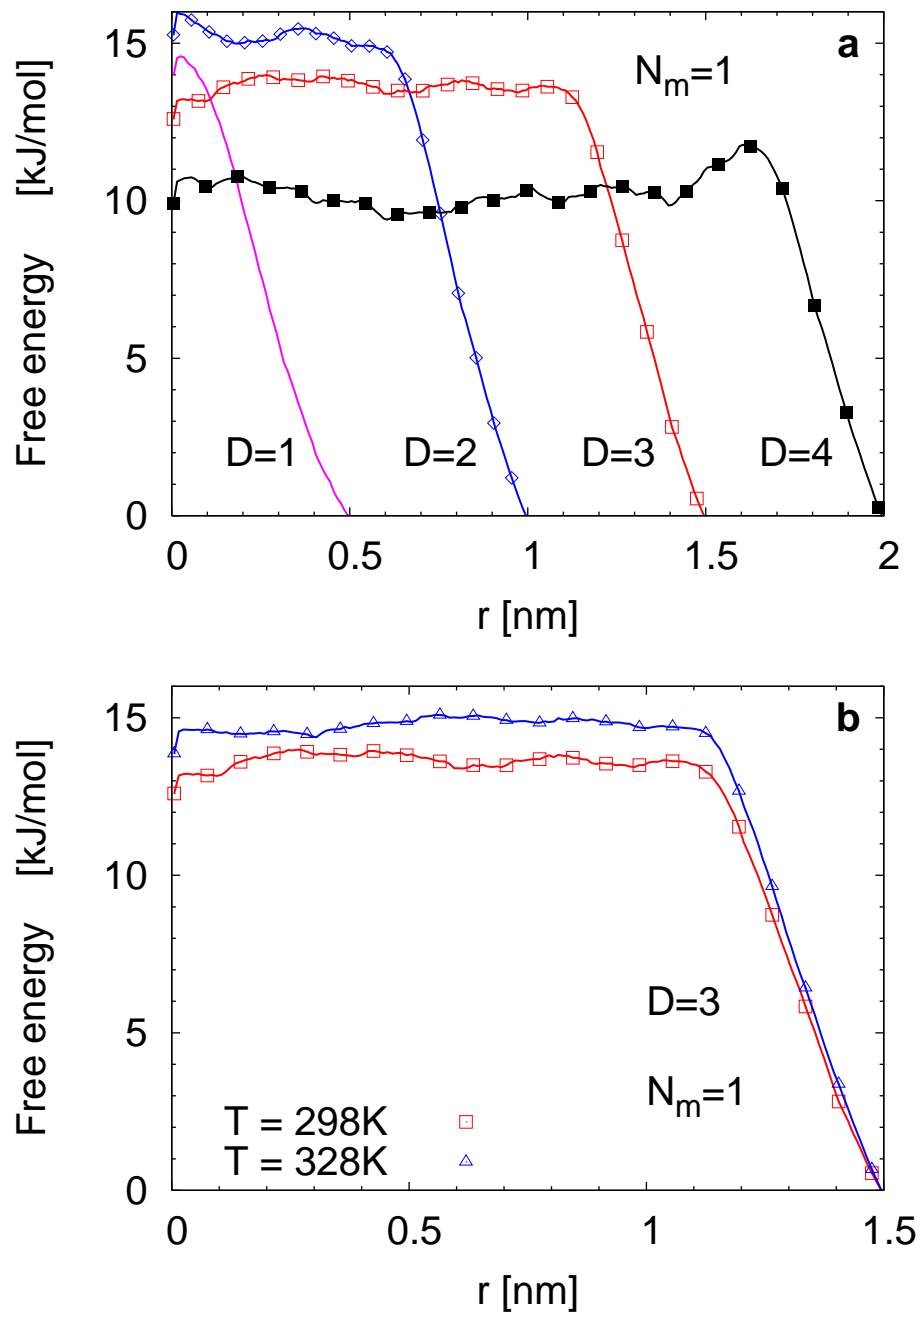 a
N_m=1
15
10
5
0
Free energy [kJ/mol]
D=1 D=2 D=3 D=4
0 0.5 1 1.5 2
r [nm]
b
15
10
5
0
Free energy [kJ/mol]
D=3
N_m=1
T = 298K
T = 328K
0 0.5 1 1.5
r [nm]